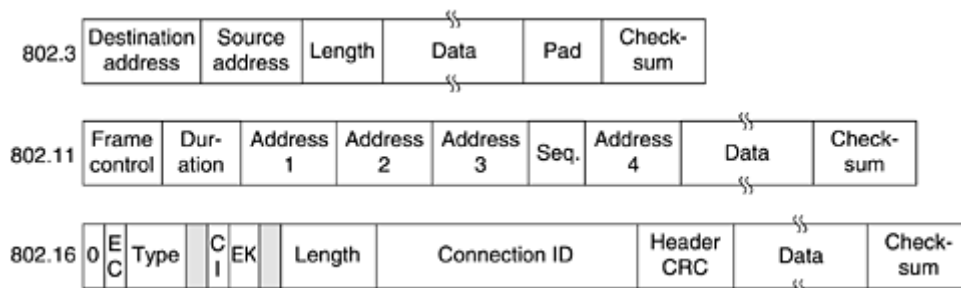 802.3 Destination address Source address Length Data Pad Check-sum
802.11 Frame control Dur-ation Address 1 Address 2 Address 3 Seq. Address 4 Data Check-sum
802.16 0 EC Type CI EK Length Connection ID Header CRC Data Check-sum